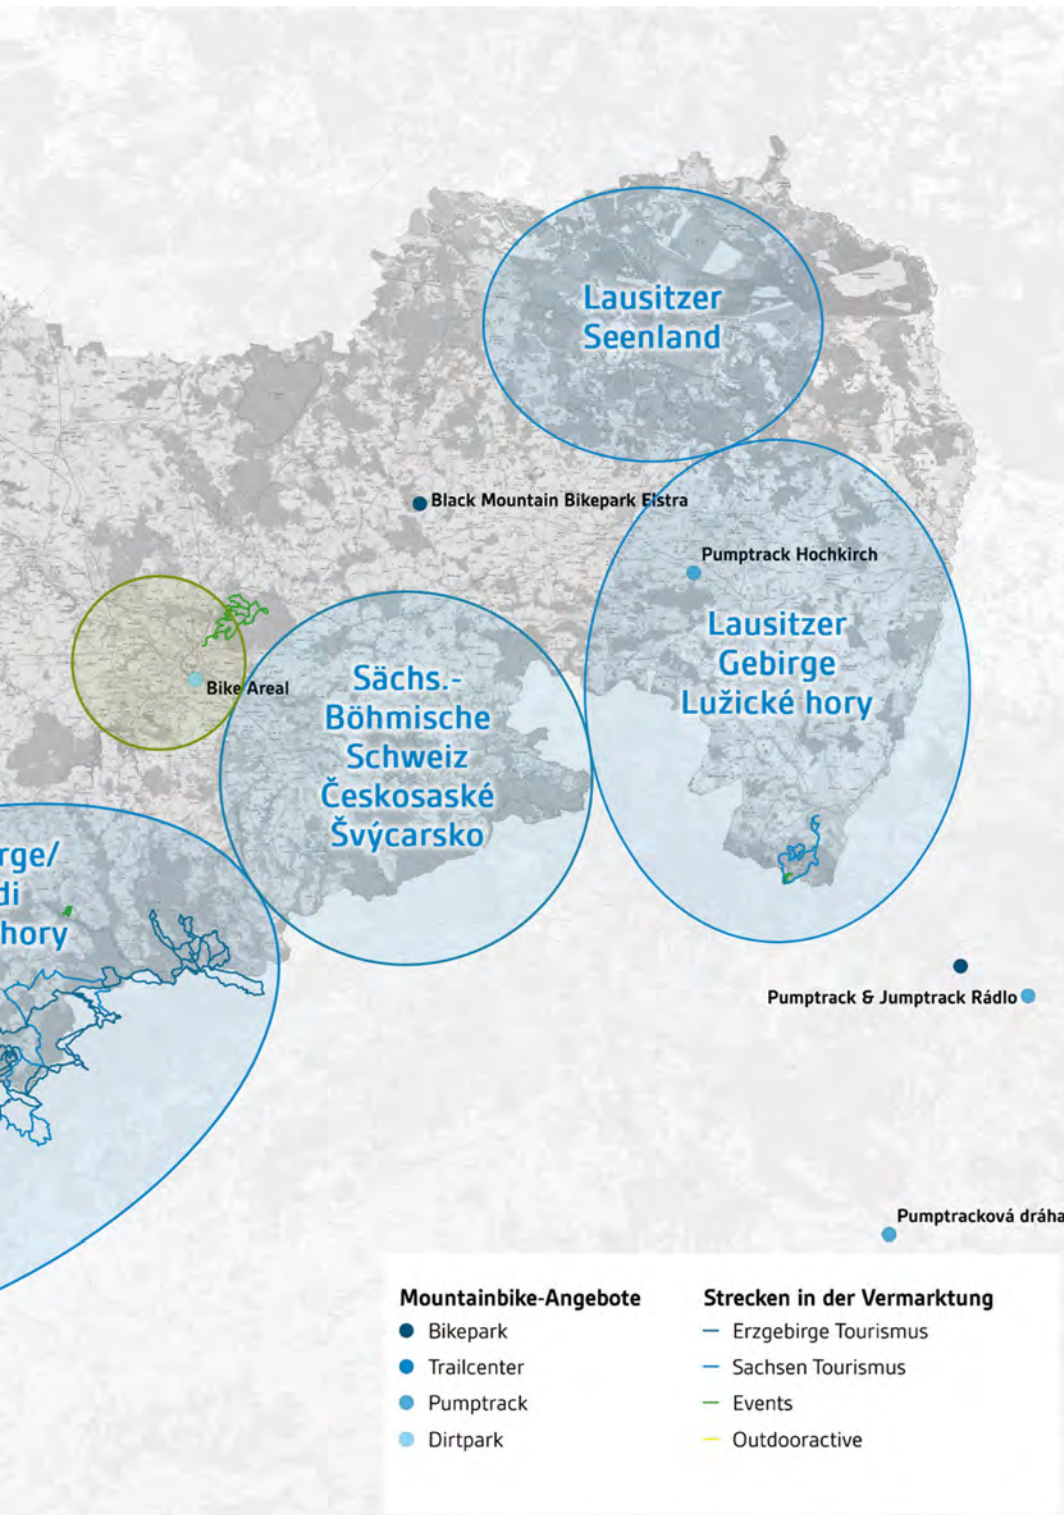 Lausitzer
Seenland
Black Mountain Bikepark Elstra
Pumptrack Hochkirch
Lausitzer
Gebirge
Lužické hory
Bike Areal
Sächs.-
Böhmische
Schweiz
Českosaské
Švýcarsko
rge/
di
hory
Pumptrack & Jumptrack Rádlo
Pumptracková dráha
Mountainbike-Angebote
Bikepark
Trailcenter
Pumptrack
Dirtpark
Strecken in der Vermarktung
Erzgebirge Tourismus
Sachsen Tourismus
Events
Outdooractive